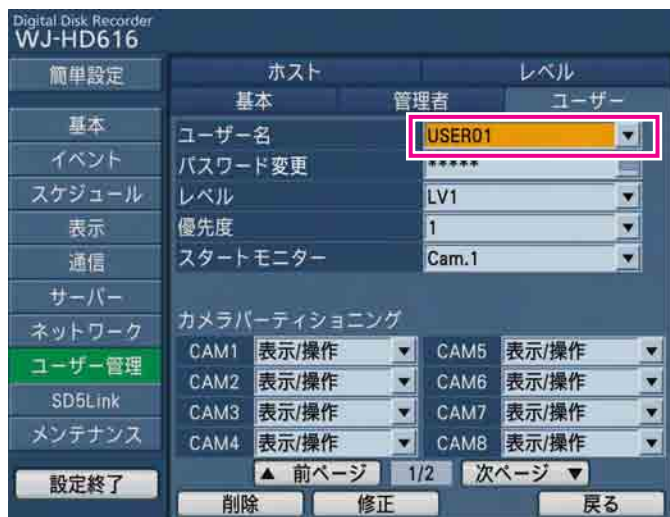 Digital Disk Recorder
WJ-HD616
簡単設定
基本
イベント
スケジュール
表示
通信
サーバー
ネットワーク
ユーザー管理
SD5Link
メンテナンス
設定終了
ホスト レベル
基本 管理者 ユーザー
ユーザー名 USER01
パスワード変更 *****
レベル LV1
優先度 1
スタートモニター Cam.1
カメラパーティショニング
CAM1 表示/操作 CAM5 表示/操作
CAM2 表示/操作 CAM6 表示/操作
CAM3 表示/操作 CAM7 表示/操作
CAM4 表示/操作 CAM8 表示/操作
▲ 前ページ 1/2 次ページ ▼
削除 修正 戻る